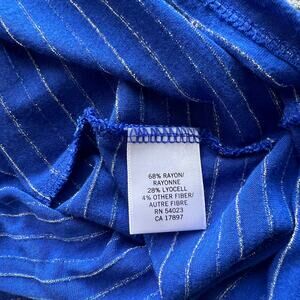 68% RAYON/
RAYONNE
28% LYOCELL
4% OTHER FIBER/
AUTRE FIBRE
RN 54023
CA 17897